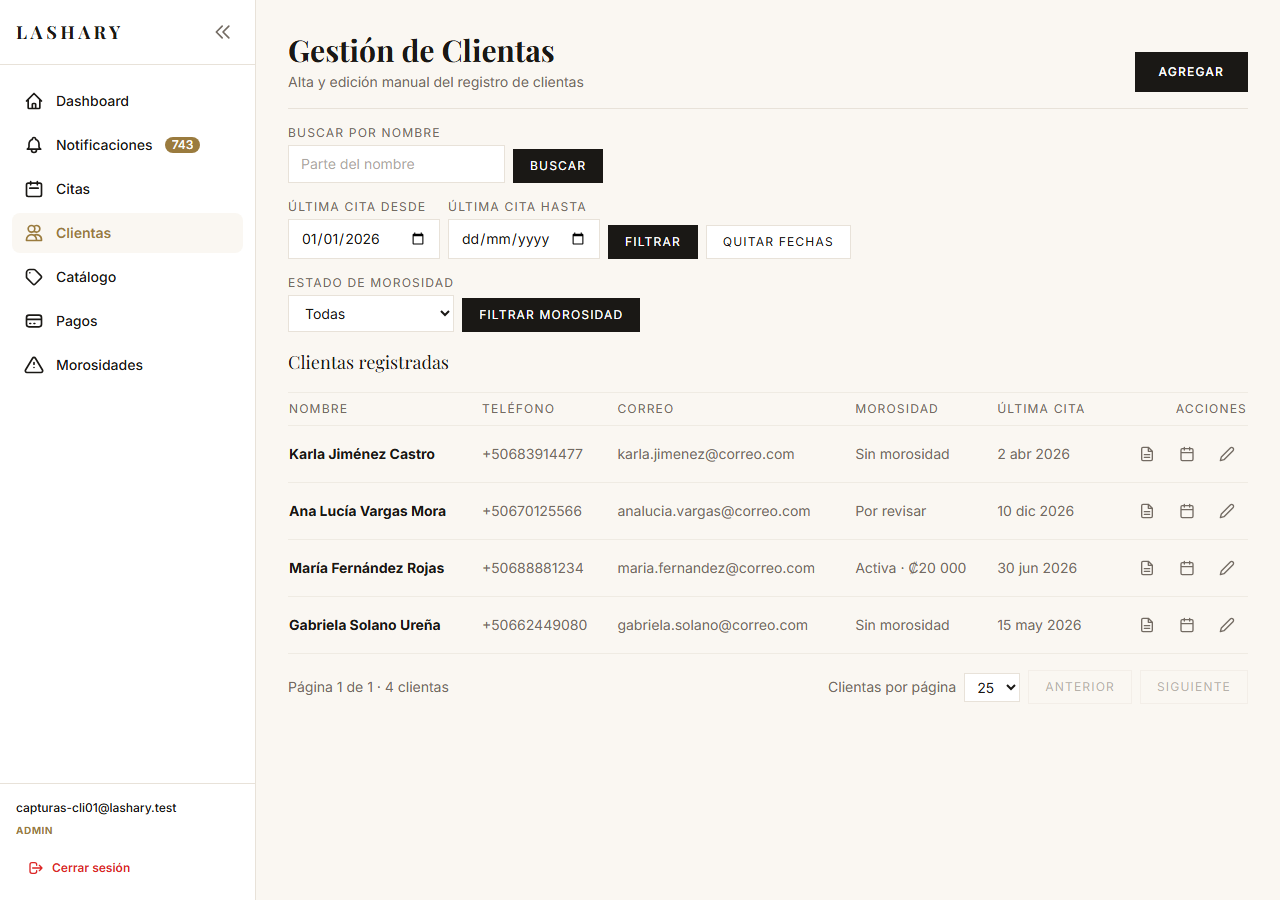 LASHARY
Dashboard
Notificaciones 743
Citas
Clientas
Catálogo
Pagos
Morosidades
capturas-cli01@lashary.test
ADMIN
Cerrar sesión
Gestión de Clientas
Alta y edición manual del registro de clientas
AGREGAR
BUSCAR POR NOMBRE
Parte del nombre BUSCAR
ÚLTIMA CITA DESDE ÚLTIMA CITA HASTA
01/01/2026 dd/mm/yyyy FILTRAR QUITAR FECHAS
ESTADO DE MOROSIDAD
Todas FILTRAR MOROSIDAD
Clientas registradas
NOMBRE TELÉFONO CORREO MOROSIDAD ÚLTIMA CITA ACCIONES
Karla Jiménez Castro +50683914477 karla.jimenez@correo.com Sin morosidad 2 abr 2026
Ana Lucía Vargas Mora +50670125566 analucia.vargas@correo.com Por revisar 10 dic 2026
María Fernández Rojas +50688881234 maria.fernandez@correo.com Activa · ₡20 000 30 jun 2026
Gabriela Solano Ureña +50662449080 gabriela.solano@correo.com Sin morosidad 15 may 2026
Página 1 de 1 · 4 clientas Clientas por página 25 ANTERIOR SIGUIENTE